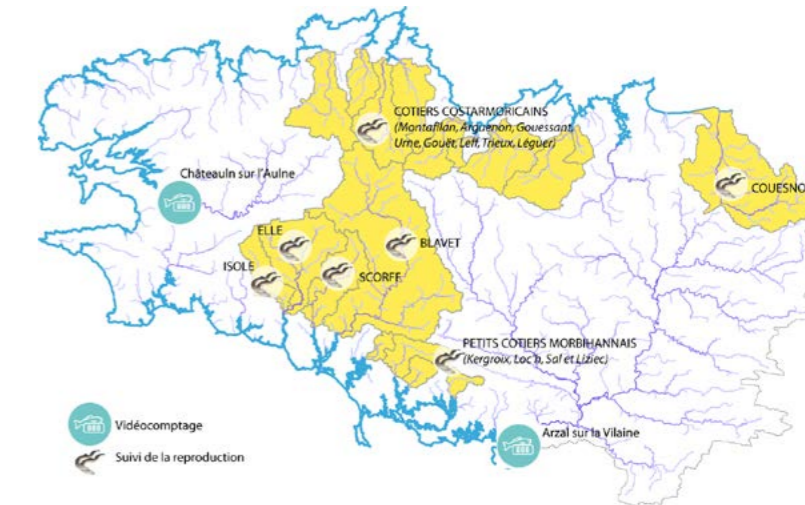 COTIERS COSTARMORICAINS
(Montafilan, Arguenon, Gouessant,
Urne, Gouët, Leff, Trieux, Léguer)
Châteauln sur l'Aulne
COUESNO
ELLE
BLAVET
ISOLE
SCORFF
PETITS COTIERS MORBIHANNAIS
(Kergroix, Loc'h, Sal et Liziec)
Arzal sur la Vilaine
Vidéocomptage
Suivi de la reproduction